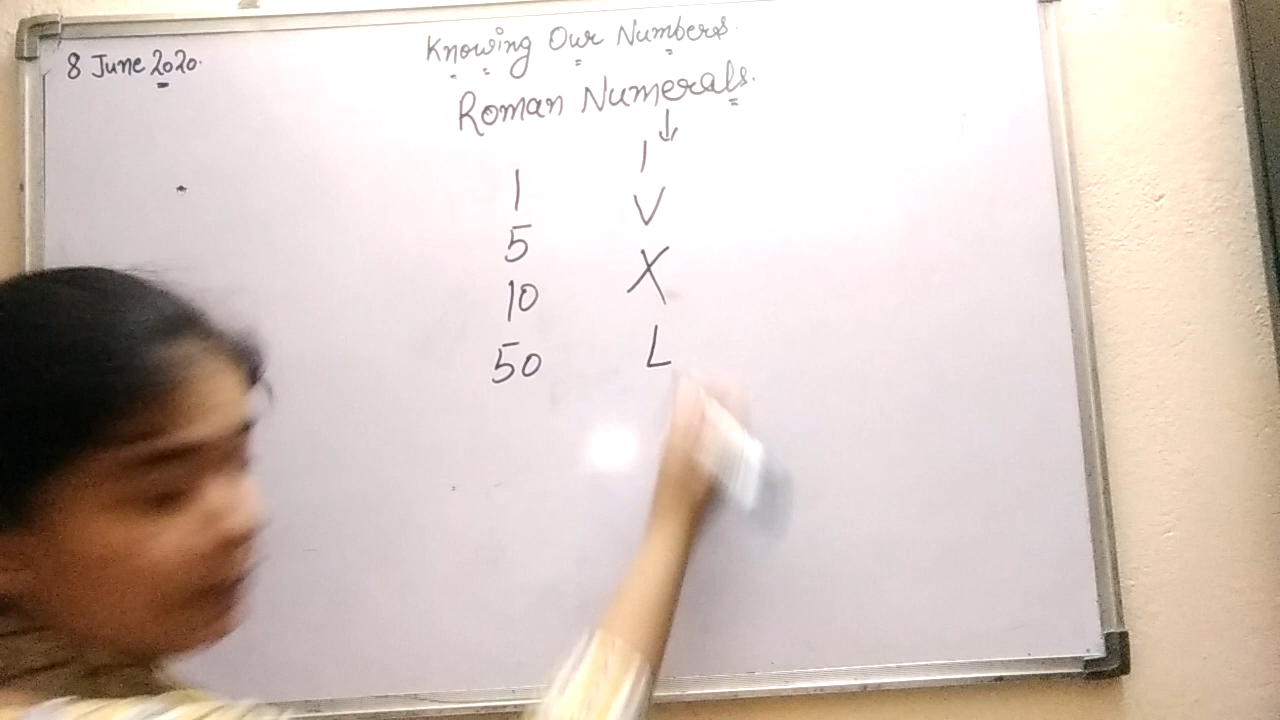 8 June 2020.
Knowing Our Numbers.
Roman Numerals.
↓
1 I
5 V
10 X
50 L